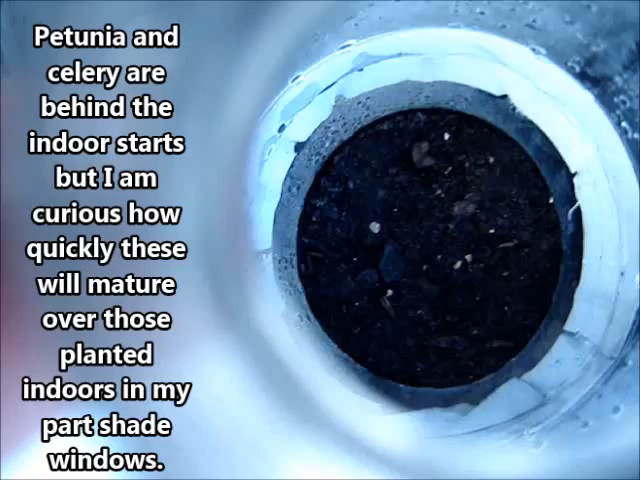 Petunia and
celery are
behind the
indoor starts
but I am
curious how
quickly these
will mature
over those
planted
indoors in my
part shade
windows.